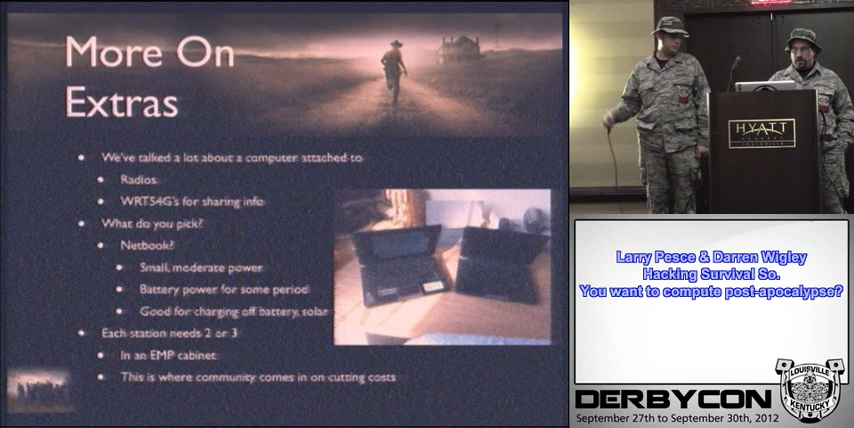 More On
Extras
We've talked a lot about a computer attached to
Radios
WRT54G's for sharing info
What do you pick?
Netbook?
Small, moderate power
Battery power for some period
Good for charging off battery, solar
Each station needs 2 or 3
In an EMP cabinet
This is where community comes in on cutting costs
HYATT
Larry Pesce & Darren Wigley
Hacking Survival So.
You want to compute post-apocalypse?
DERBYCON
September 27th to September 30th, 2012
LOUISVILLE
KENTUCKY